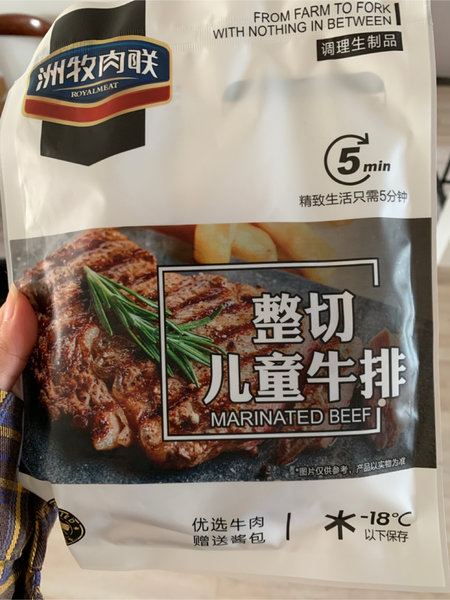 洲牧肉联
ROYALMEAT
FROM FARM TO FORK
WITH NOTHING IN BETWEEN
调理生制品
5min
精致生活只需5分钟
整切
儿童牛排
MARINATED BEEF
*图片仅供参考，产品以实物为准
优选牛肉
赠送酱包
-18℃
以下保存